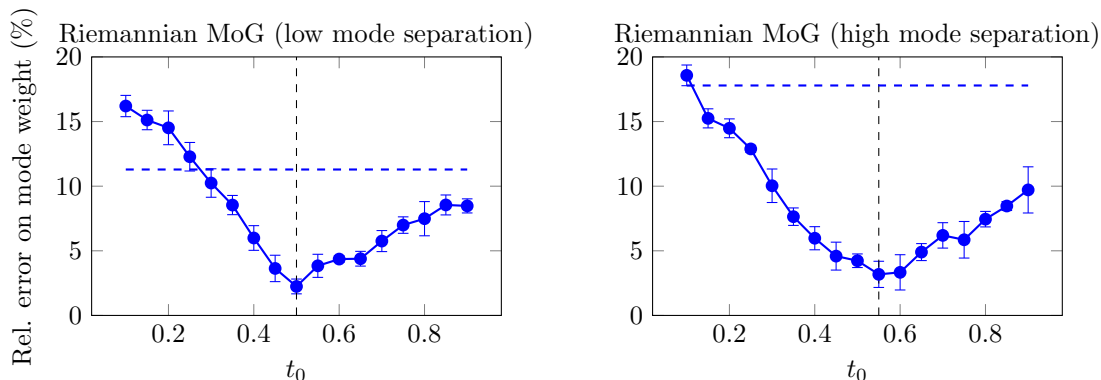 Riemannian MoG (low mode separation)
Rel. error on mode weight (%)
20
15
10
5
0
0.2 0.4 0.6 0.8
t₀
Riemannian MoG (high mode separation)
20
15
10
5
0
0.2 0.4 0.6 0.8
t₀